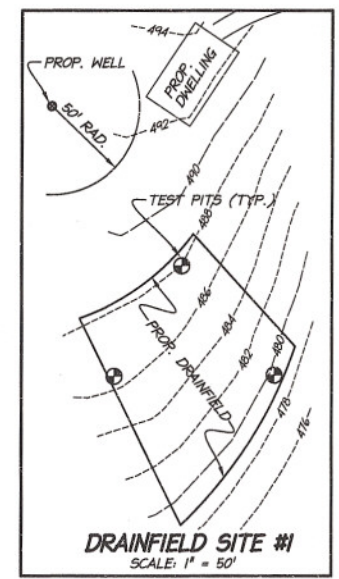 494
PROP. WELL
PROP.
DWELLING
50' RAD.
492
490
TEST PITS (TYP.)
488
486
484
PROP. DRAINFIELD
482
480
478
476
DRAINFIELD SITE #1
SCALE: 1" = 50'